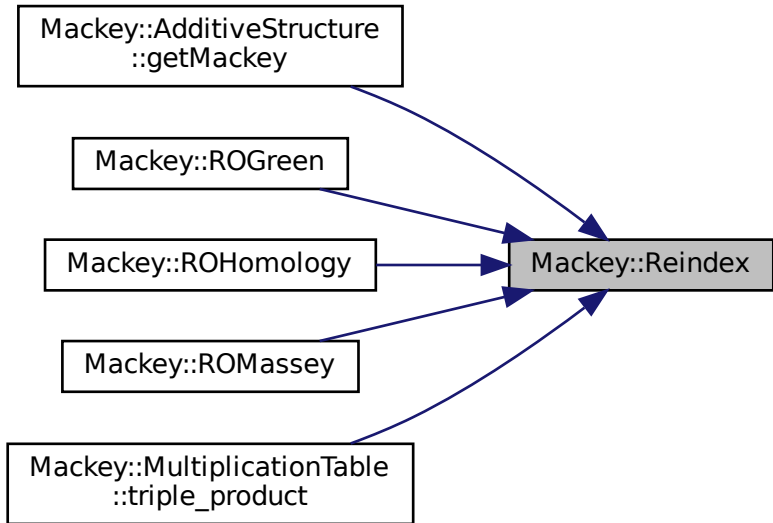 Mackey::AdditiveStructure
::getMackey
Mackey::ROGreen
Mackey::ROHomology
Mackey::Reindex
Mackey::ROMassey
Mackey::MultiplicationTable
::triple_product